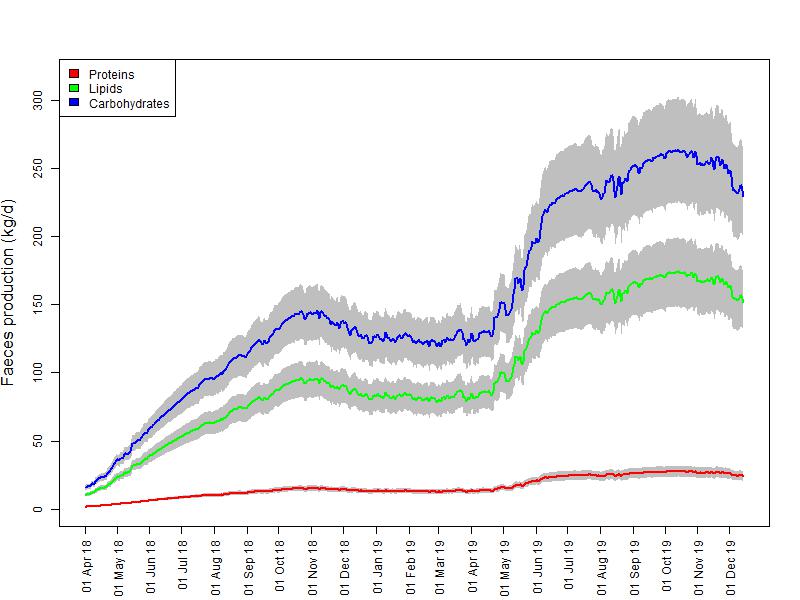 Proteins
Lipids
Carbohydrates
Faeces production (kg/d)
300
250
200
150
100
50
0
01 Apr 18
01 May 18
01 Jun 18
01 Jul 18
01 Aug 18
01 Sep 18
01 Oct 18
01 Nov 18
01 Dec 18
01 Jan 19
01 Feb 19
01 Mar 19
01 Apr 19
01 May 19
01 Jun 19
01 Jul 19
01 Aug 19
01 Sep 19
01 Oct 19
01 Nov 19
01 Dec 19